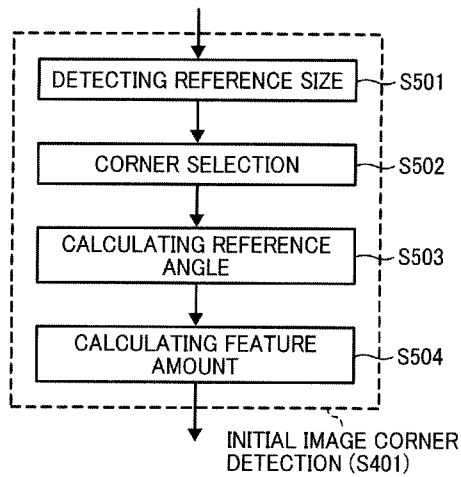 DETECTING REFERENCE SIZE
S501
CORNER SELECTION
S502
CALCULATING REFERENCE
ANGLE
S503
CALCULATING FEATURE
AMOUNT
S504
INITIAL IMAGE CORNER
DETECTION (S401)